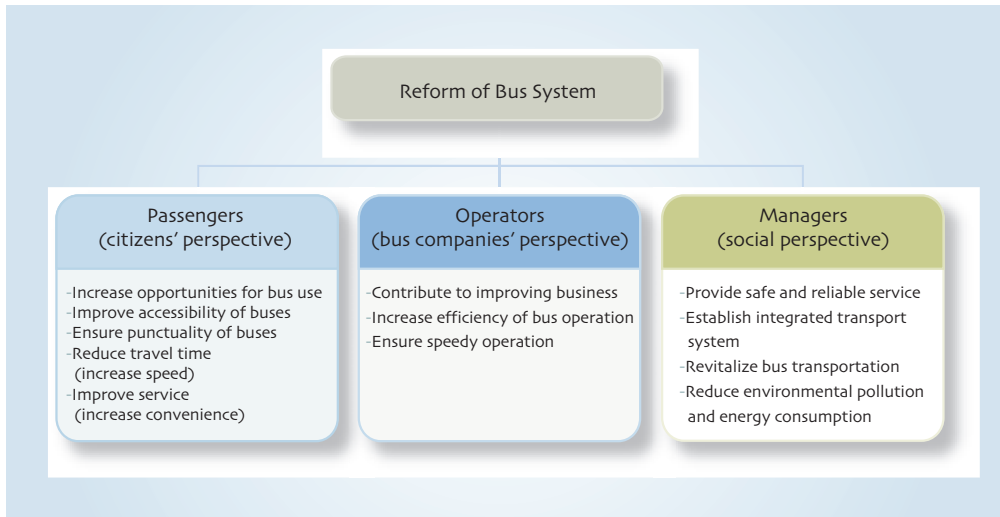 Reform of Bus System
Passengers
(citizens’ perspective)
-Increase opportunities for bus use
-Improve accessibility of buses
-Ensure punctuality of buses
-Reduce travel time
(increase speed)
-Improve service
(increase convenience)
Operators
(bus companies’ perspective)
-Contribute to improving business
-Increase efficiency of bus operation
-Ensure speedy operation
Managers
(social perspective)
-Provide safe and reliable service
-Establish integrated transport
system
-Revitalize bus transportation
-Reduce environmental pollution
and energy consumption